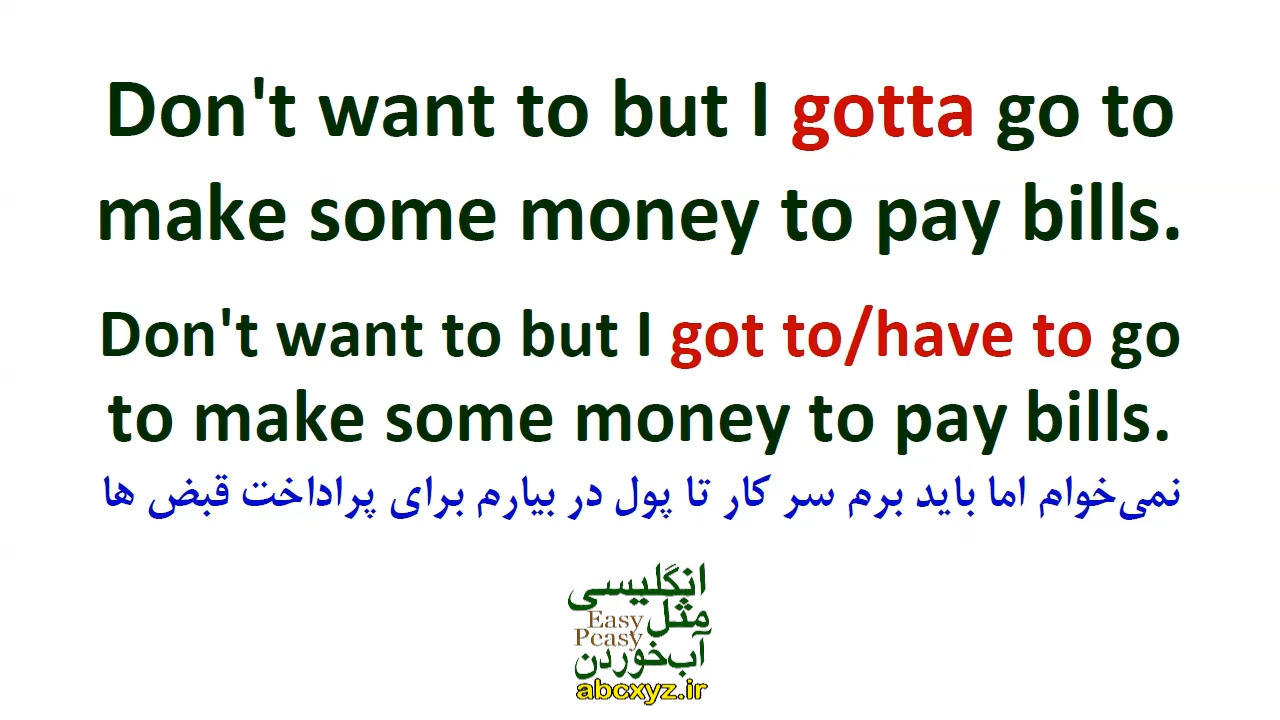 Don't want to but I gotta go to
make some money to pay bills.
Don't want to but I got to/have to go
to make some money to pay bills.
نمی‌خوام اما باید برم سر کار تا پول در بیارم برای پراداخت قبض ها
انگلیسی
مثل
Easy
Peasy
آب‌خوردن
abcxyz.ir